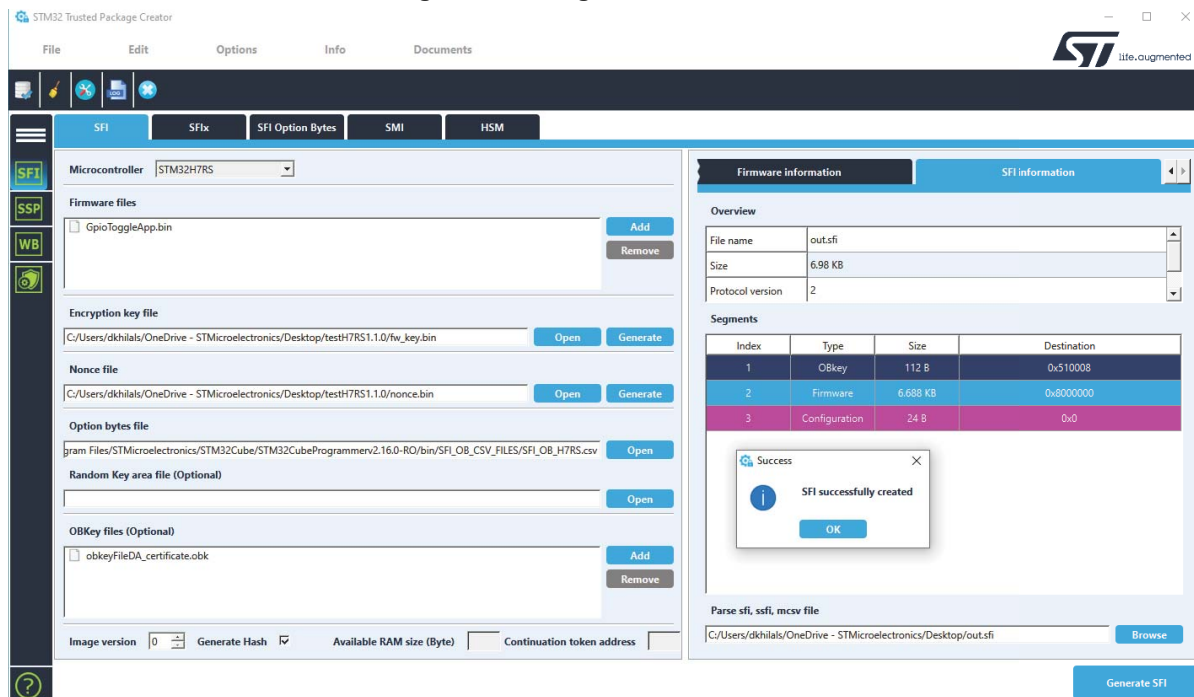 STM32 Trusted Package Creator
File Edit Options Info Documents
life.augmented
LOG
SFI SFIx SFI Option Bytes SMI HSM
SFI
SSP
WB
Microcontroller STM32H7RS
Firmware files
GpioToggleApp.bin
Add
Remove
Encryption key file
C:/Users/dkhilals/OneDrive - STMicroelectronics/Desktop/testH7RS1.1.0/fw_key.bin Open Generate
Nonce file
C:/Users/dkhilals/OneDrive - STMicroelectronics/Desktop/testH7RS1.1.0/nonce.bin Open Generate
Option bytes file
gram Files/STMicroelectronics/STM32Cube/STM32CubeProgrammerv2.16.0-RO/bin/SFI_OB_CSV_FILES/SFI_OB_H7RS.csv Open
Random Key area file (Optional)
Open
OBKey files (Optional)
obkeyFileDA_certificate.obk
Add
Remove
Image version 0 Generate Hash Available RAM size (Byte) Continuation token address
Firmware information SFI information
Overview
File name out.sfi
Size 6.98 KB
Protocol version 2
Segments
Index Type Size Destination
1 OBkey 112 B 0x510008
2 Firmware 6.688 KB 0x8000000
3 Configuration 24 B 0x0
Success
SFI successfully created
OK
Parse sfi, ssfi, mcsv file
C:/Users/dkhilals/OneDrive - STMicroelectronics/Desktop/out.sfi Browse
Generate SFI